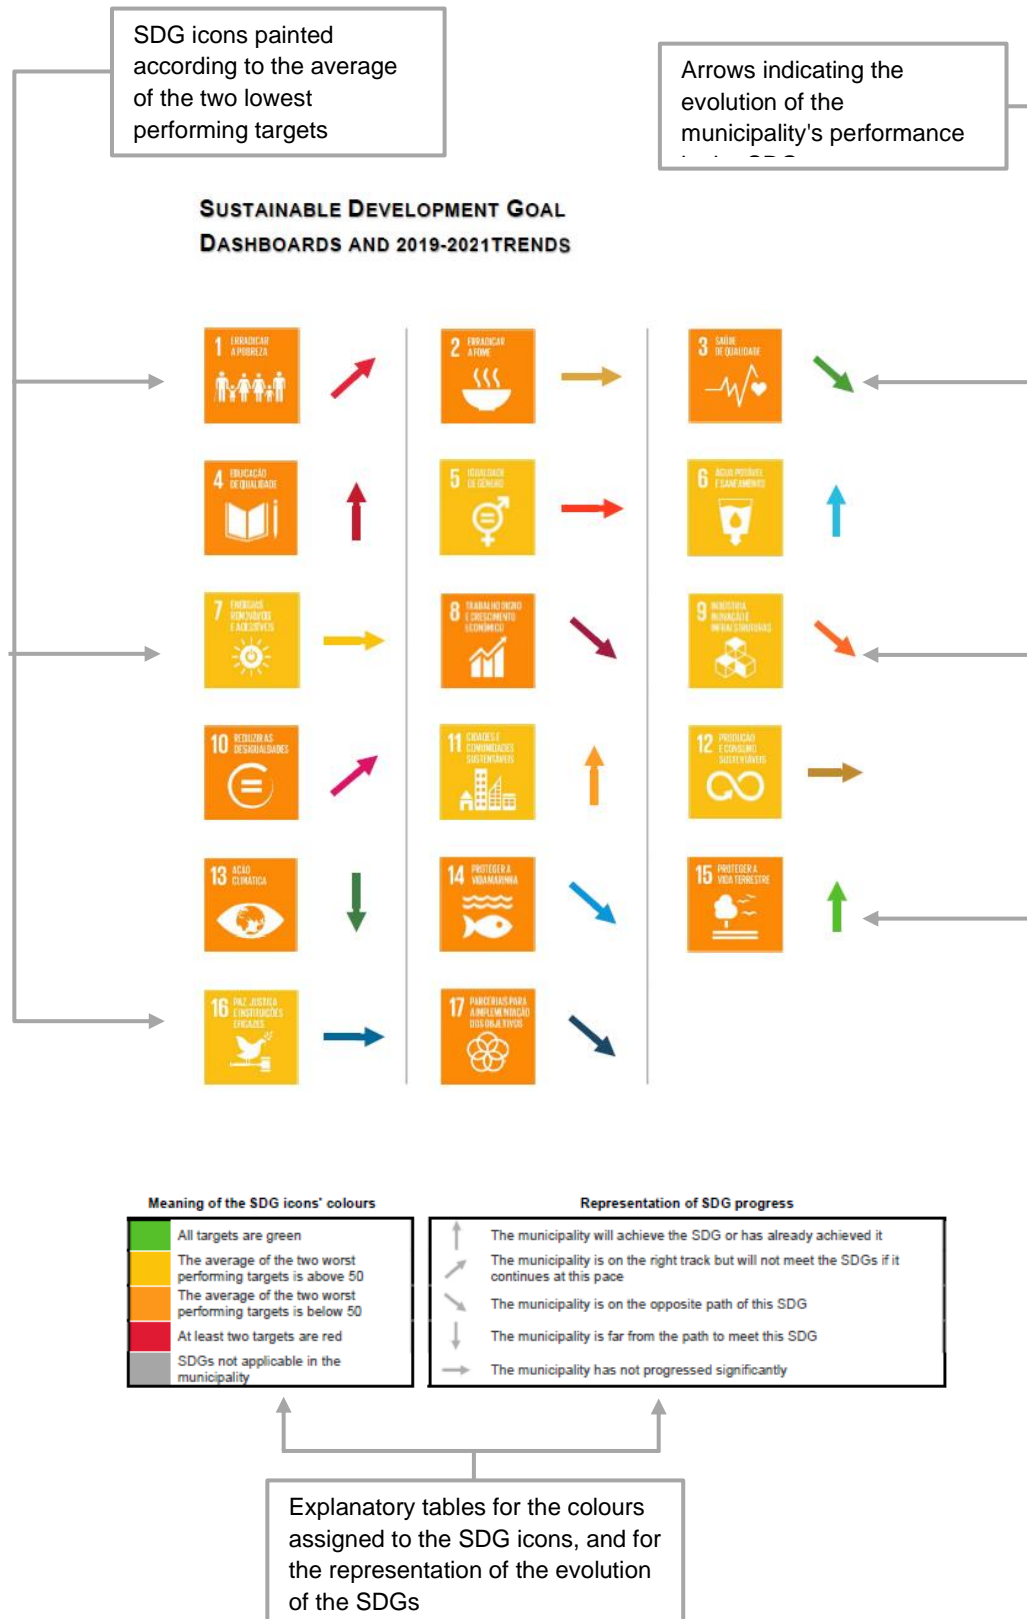 SDG icons painted
according to the average
of the two lowest
performing targets
Arrows indicating the
evolution of the
municipality's performance
SUSTAINABLE DEVELOPMENT GOAL
DASHBOARDS AND 2019-2021TRENDS
1 ERRADICAR
A POBREZA
2 ERRADICAR
A FOME
3 SAÚDE
DE QUALIDADE
4 EDUCAÇÃO
DE QUALIDADE
5 IGUALDADE
DE GÉNERO
6 ÁGUA POTÁVEL
E SANEAMENTO
7 ENERGIAS
RENOVÁVEIS
E ACESSÍVEIS
8 TRABALHO DIGNO
E CRESCIMENTO
ECONÓMICO
9 INDÚSTRIA,
INOVAÇÃO E
INFRAESTRUTURAS
10 REDUZIR AS
DESIGUALDADES
11 CIDADES E
COMUNIDADES
SUSTENTÁVEIS
12 PRODUÇÃO
E CONSUMO
SUSTENTÁVEIS
13 AÇÃO
CLIMÁTICA
14 PROTEGER A
VIDA MARINHA
15 PROTEGER A
VIDA TERRESTRE
16 PAZ, JUSTIÇA
E INSTITUIÇÕES
EFICAZES
17 PARCERIAS PARA
A IMPLEMENTAÇÃO
DOS OBJETIVOS
Meaning of the SDG icons' colours
All targets are green
The average of the two worst
performing targets is above 50
The average of the two worst
performing targets is below 50
At least two targets are red
SDGs not applicable in the
municipality
Representation of SDG progress
The municipality will achieve the SDG or has already achieved it
The municipality is on the right track but will not meet the SDGs if it
continues at this pace
The municipality is on the opposite path of this SDG
The municipality is far from the path to meet this SDG
The municipality has not progressed significantly
Explanatory tables for the colours
assigned to the SDG icons, and for
the representation of the evolution
of the SDGs